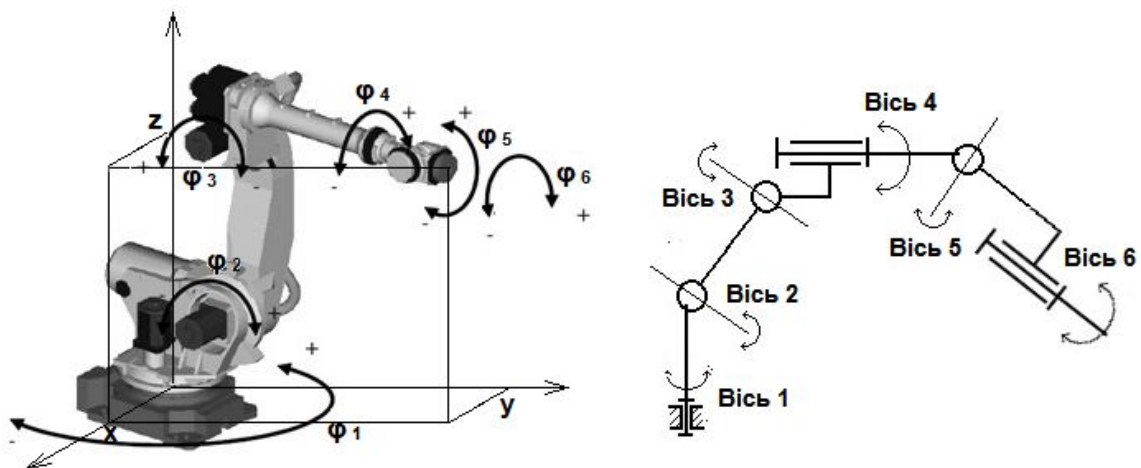 z
φ 4
+
+
φ 5
φ 3
+
-
-
φ 6
-
-
+
φ 2
+
+
x
y
φ 1
-
Вісь 4
Вісь 3
Вісь 5
Вісь 6
Вісь 2
Вісь 1